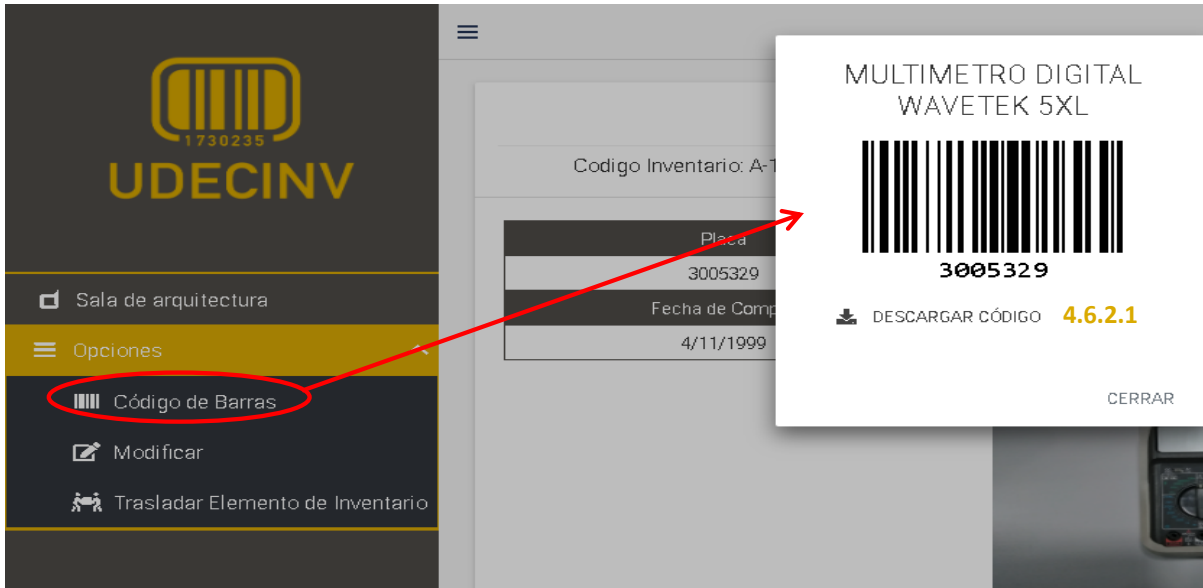 1730235
UDECINV
Sala de arquitectura
Opciones
Código de Barras
Modificar
Trasladar Elemento de Inventario
Codigo Inventario: A-1
Placa
3005329
Fecha de Comp
4/11/1999
MULTIMETRO DIGITAL
WAVETEK 5XL
3005329
DESCARGAR CÓDIGO 4.6.2.1
CERRAR